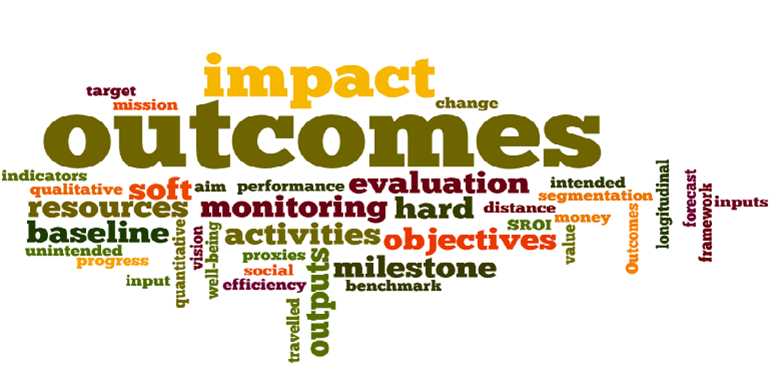 impact
target
mission
change
outcomes
indicators
qualitative
soft
aim
performance
evaluation
intended
segmentation
resources
monitoring
hard
distance
money
SROI
baseline
activities
objectives
unintended
progress
input
quantitative
vision
well-being
proxies
social
efficiency
outputs
travelled
milestone
benchmark
value
Outcomes
longitudinal
forecast
framework
inputs